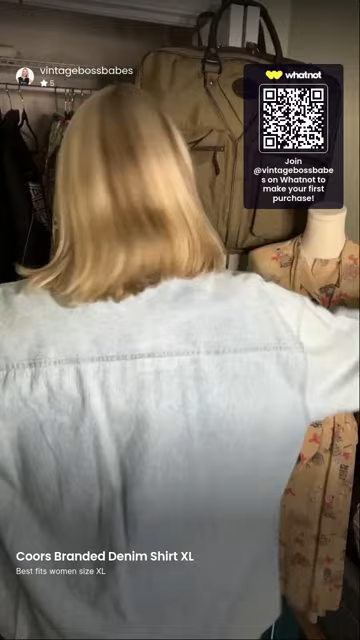 vintagebossbabes
5
whatnot
Join
@vintagebossbabe
s on Whatnot to
make your first
purchase!
Coors Branded Denim Shirt XL
Best fits women size XL